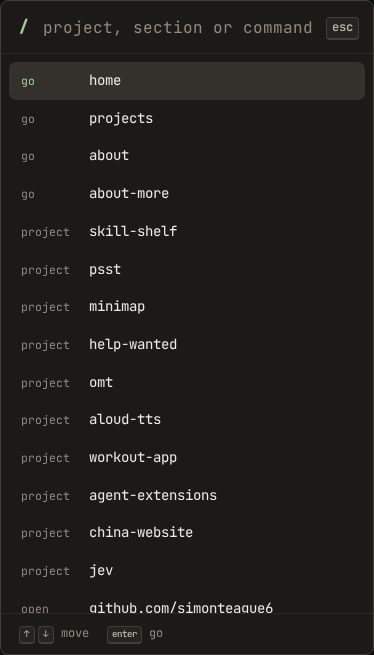 / project, section or command esc
go home
go projects
go about
go about-more
project skill-shelf
project psst
project minimap
project help-wanted
project omt
project aloud-tts
project workout-app
project agent-extensions
project china-website
project jev
open github.com/simonteague6
↑ ↓ move enter go